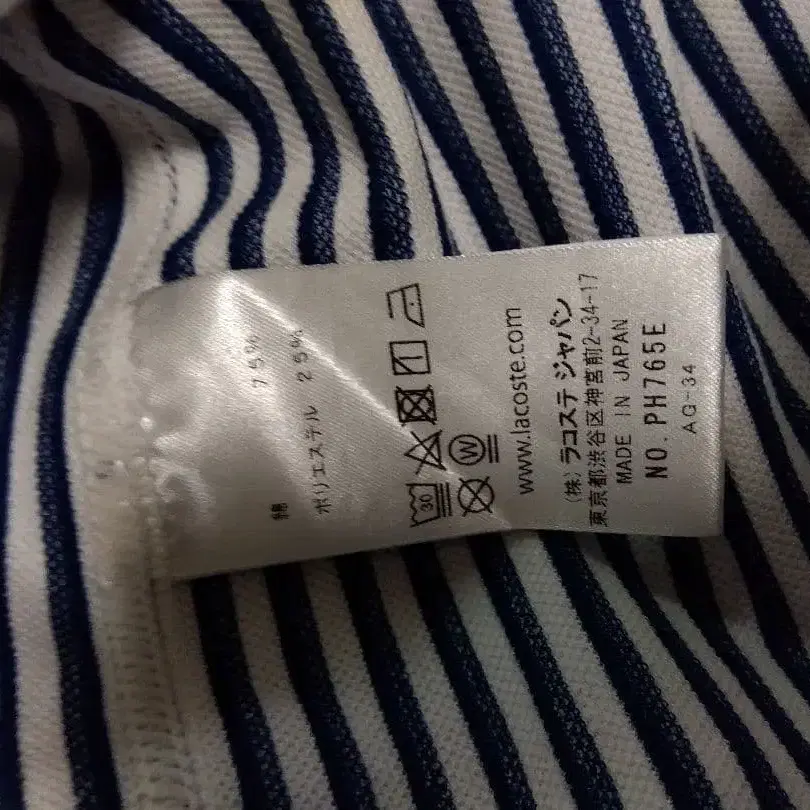 綿 75%
ポリエステル 25%
30
W
www.lacoste.com
(株) ラコステ ジャパン
東京都渋谷区神宮前2-34-17
MADE IN JAPAN
NO. PH765E
AG-34